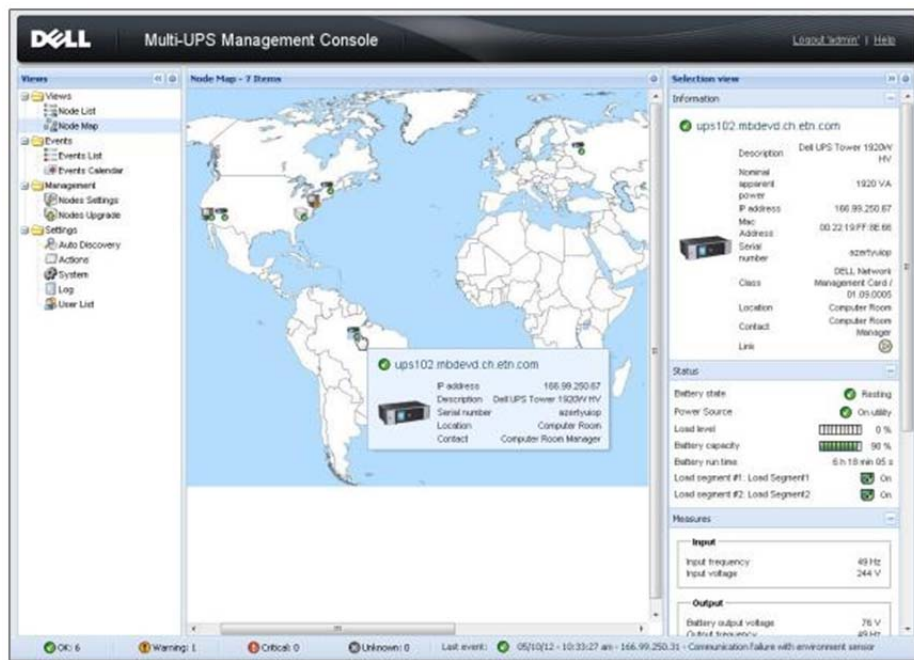 DELL
Multi-UPS Management Console
Logout 'admin' | Help
Views
Views
Node List
Node Map
Events
Events List
Events Calendar
Management
Nodes Settings
Nodes Upgrade
Settings
Auto Discovery
Actions
System
Log
User List
Node Map - 7 Items
ups102.mbdevd.ch.etn.com
IP address 166.99.250.67
Description Dell UPS Tower 1920W HV
Serial number azertyuiop
Location Computer Room
Contact Computer Room Manager
Selection view
Information
ups102.mbdevd.ch.etn.com
Description Dell UPS Tower 1920W
HV
Nominal
apparent 1920 VA
power
IP address 166.99.250.67
Mac
Address 00.22.19.FF.8E.66
Serial
number azertyuiop
DELL Network
Class Management Card /
01.09.0005
Location Computer Room
Contact Computer Room
Manager
Link
Status
Battery state Resting
Power Source On utility
Load level 0 %
Battery capacity 90 %
Battery run time 6 h 18 min 05 s
Load segment #1: Load Segment1 On
Load segment #2: Load Segment2 On
Measures
Input
Input frequency 49 Hz
Input voltage 244 V
Output
Battery output voltage 76 V
Output frequency 49 Hz
OK: 6
Warning: 1
Critical: 0
Unknown: 0
Last event: 05/10/12 - 10:33:27 am - 166.99.250.31 - Communication failure with environment sensor